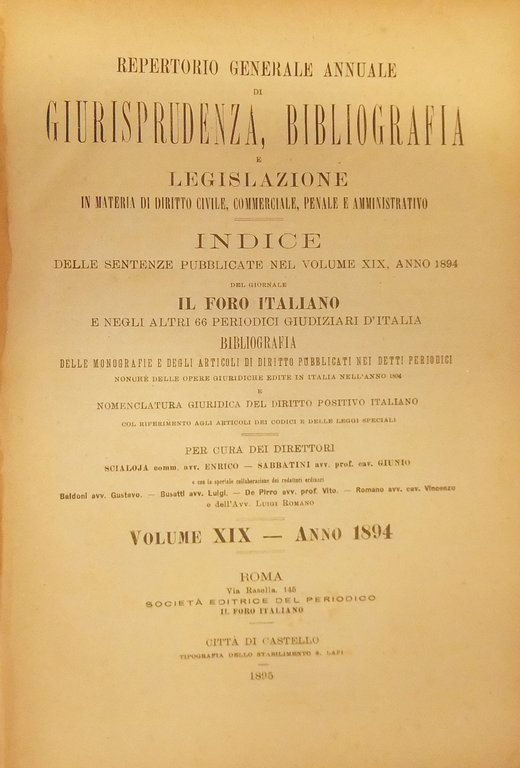 REPERTORIO GENERALE ANNUALE
DI
GIURISPRUDENZA, BIBLIOGRAFIA
E
LEGISLAZIONE
IN MATERIA DI DIRITTO CIVILE, COMMERCIALE, PENALE E AMMINISTRATIVO
INDICE
DELLE SENTENZE PUBBLICATE NEL VOLUME XIX, ANNO 1894
DEL GIORNALE
IL FORO ITALIANO
E NEGLI ALTRI 66 PERIODICI GIUDIZIARI D'ITALIA
BIBLIOGRAFIA
DELLE MONOGRAFIE E DEGLI ARTICOLI DI DIRITTO PUBBLICATI NEI DETTI PERIODICI
NONCHÈ DELLE OPERE GIURIDICHE EDITE IN ITALIA NELL'ANNO 1894
E
NOMENCLATURA GIURIDICA DEL DIRITTO POSITIVO ITALIANO
COL RIFERIMENTO AGLI ARTICOLI DEI CODICI E DELLE LEGGI SPECIALI
PER CURA DEI DIRETTORI
SCIALOJA comm. avv. ENRICO — SABBATINI avv. prof. cav. GIUNIO
e con la speciale collaborazione dei redattori ordinari
Baldoni avv. Gustavo. — Busatti avv. Luigi. — De Pirro avv. prof. Vito. — Romano avv. cav. Vincenzo
e dell'Avv. LUIGI ROMANO
VOLUME XIX — ANNO 1894
ROMA
Via Rasella, 145
SOCIETÀ EDITRICE DEL PERIODICO
IL FORO ITALIANO
CITTÀ DI CASTELLO
TIPOGRAFIA DELLO STABILIMENTO S. LAPI
1895